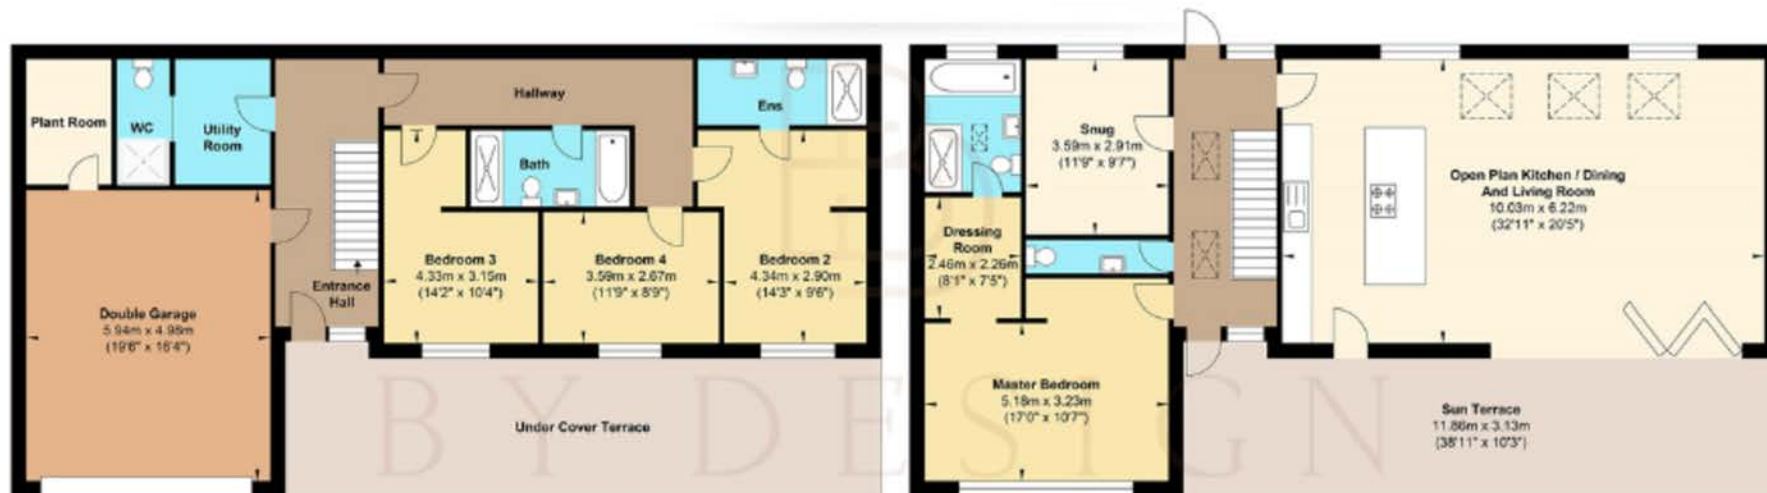 Plant Room
WC
Utility
Room
Hallway
Ens
Bath
Entrance
Hall
Bedroom 3
4.33m x 3.15m
(14'2" x 10'4")
Bedroom 4
3.59m x 2.67m
(11'9" x 8'9")
Bedroom 2
4.34m x 2.90m
(14'3" x 9'6")
Double Garage
5.94m x 4.98m
(19'6" x 16'4")
Under Cover Terrace
Snug
3.59m x 2.91m
(11'9" x 9'7")
Open Plan Kitchen / Dining
And Living Room
10.03m x 6.22m
(32'11" x 20'5")
Dressing
Room
2.46m x 2.26m
(8'1" x 7'5")
Master Bedroom
5.18m x 3.23m
(17'0" x 10'7")
Sun Terrace
11.86m x 3.13m
(38'11" x 10'3")
BY DESIGN